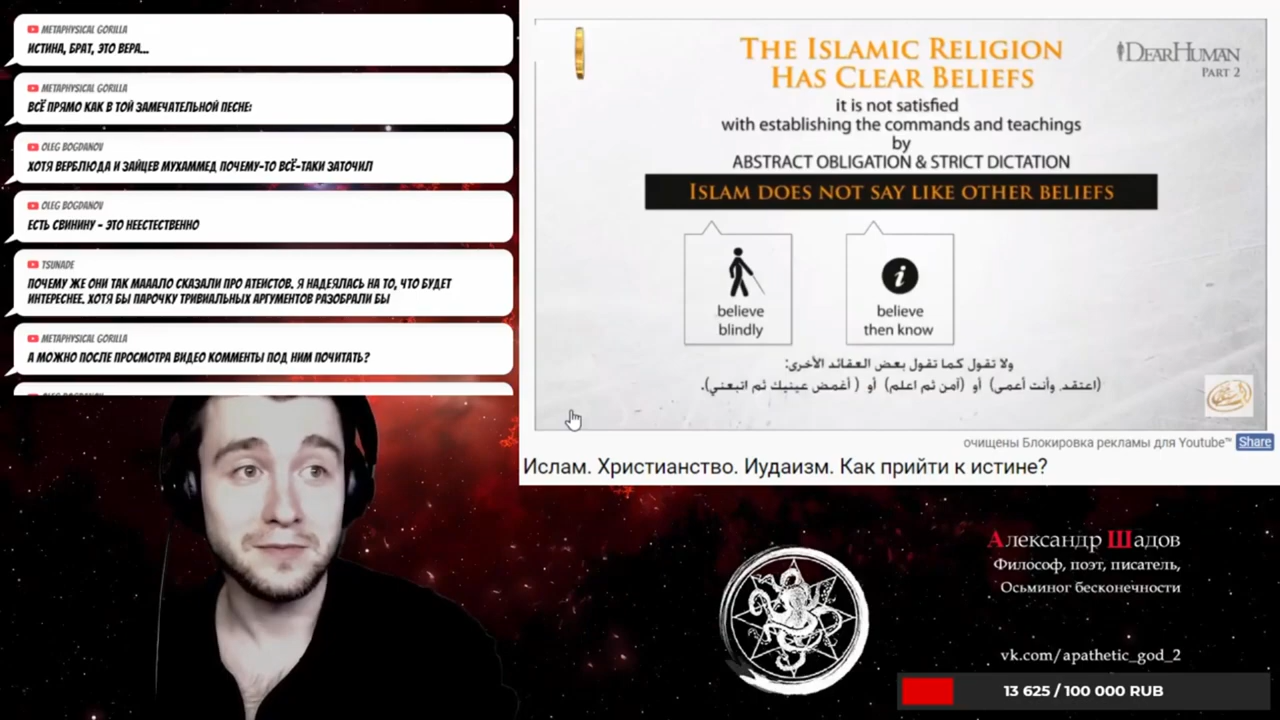 METAPHYSICAL GORILLA
ИСТИНА, БРАТ, ЭТО ВЕРА...
METAPHYSICAL GORILLA
ВСЁ ПРЯМО КАК В ТОЙ ЗАМЕЧАТЕЛЬНОЙ ПЕСНЕ:
OLEG BOGDANOV
ХОТЯ ВЕРБЛЮДА И ЗАЙЦЕВ МУХАММЕД ПОЧЕМУ-ТО ВСЁ-ТАКИ ЗАТОЧИЛ
OLEG BOGDANOV
ЕСТЬ СВИНИНУ - ЭТО НЕЕСТЕСТВЕННО
TSUNADE
ПОЧЕМУ ЖЕ ОНИ ТАК МАААЛО СКАЗАЛИ ПРО АТЕИСТОВ. Я НАДЕЯЛАСЬ НА ТО, ЧТО БУДЕТ
ИНТЕРЕСНЕЕ. ХОТЯ БЫ ПАРОЧКУ ТРИВИАЛЬНЫХ АРГУМЕНТОВ РАЗОБРАЛИ БЫ
METAPHYSICAL GORILLA
А МОЖНО ПОСЛЕ ПРОСМОТРА ВИДЕО КОММЕНТЫ ПОД НИМ ПОЧИТАТЬ?
THE ISLAMIC RELIGION
HAS CLEAR BELIEFS
DEARHUMAN
PART 2
it is not satisfied
with establishing the commands and teachings
by
ABSTRACT OBLIGATION & STRICT DICTATION
ISLAM DOES NOT SAY LIKE OTHER BELIEFS
believe
blindly
believe
then know
ولا تقول كما تقول بعض العقائد الأخرى:
(اعتقد وأنت أعمى) أو (آمن ثم اعلم) أو ( أغمض عينيك ثم اتبعني).
очищены Блокировка рекламы для Youtube™ Share
Ислам. Христианство. Иудаизм. Как прийти к истине?
Александр Шадов
Философ, поэт, писатель,
Осьминог бесконечности
vk.com/apathetic_god_2
13 625 / 100 000 RUB